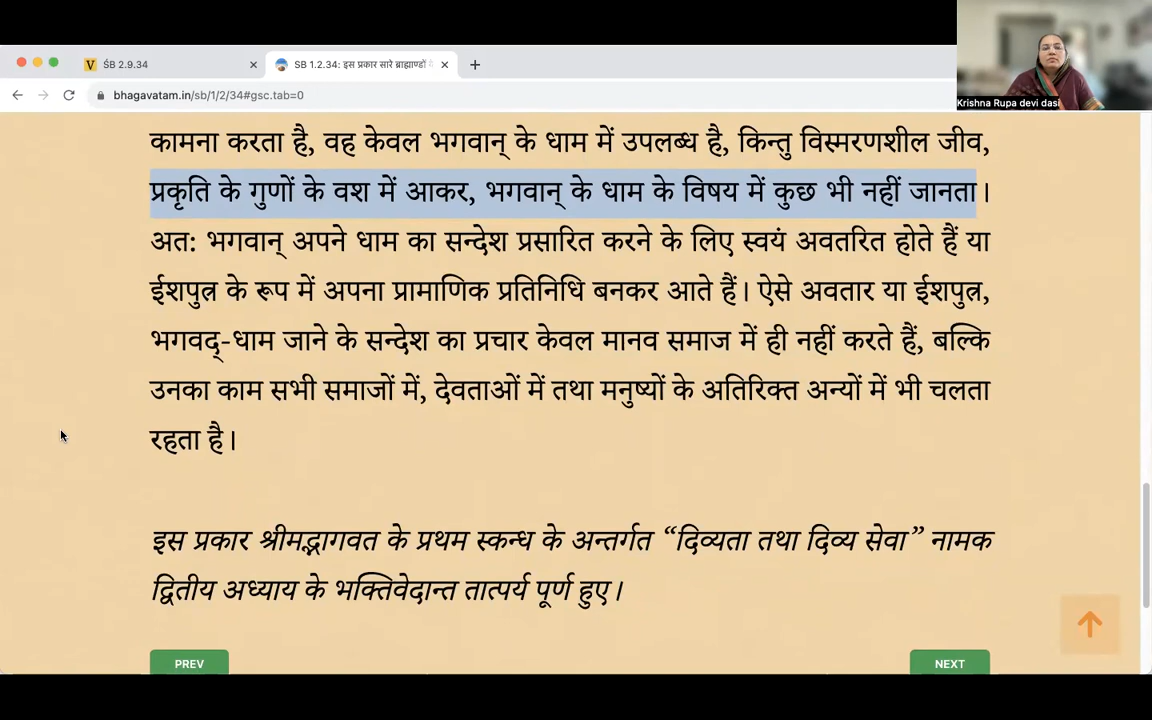 ŚB 2.9.34
SB 1.2.34: इस प्रकार सारे ब्राह्माण्डों
bhagavatam.in/sb/1/2/34#gsc.tab=0
Krishna Rupa devi dasi
कामना करता है, वह केवल भगवान् के धाम में उपलब्ध है, किन्तु विस्मरणशील जीव,
प्रकृति के गुणों के वश में आकर, भगवान् के धाम के विषय में कुछ भी नहीं जानता।
अत: भगवान् अपने धाम का सन्देश प्रसारित करने के लिए स्वयं अवतरित होते हैं या
ईशपुत्र के रूप में अपना प्रामाणिक प्रतिनिधि बनकर आते हैं। ऐसे अवतार या ईशपुत्र,
भगवद्-धाम जाने के सन्देश का प्रचार केवल मानव समाज में ही नहीं करते हैं, बल्कि
उनका काम सभी समाजों में, देवताओं में तथा मनुष्यों के अतिरिक्त अन्यों में भी चलता
रहता है।
इस प्रकार श्रीमद्भागवत के प्रथम स्कन्ध के अन्तर्गत “दिव्यता तथा दिव्य सेवा” नामक
द्वितीय अध्याय के भक्तिवेदान्त तात्पर्य पूर्ण हुए।
PREV
NEXT